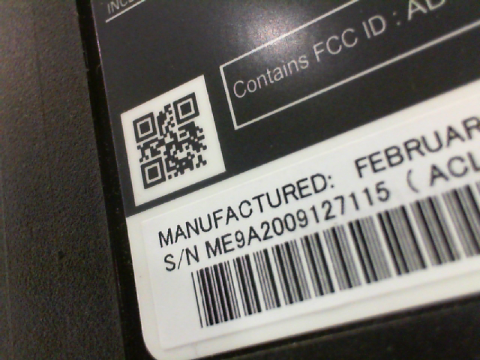 Contains FCC ID : AD
MANUFACTURED: FEBRUAR
S/N ME9A2009127115 ( ACL